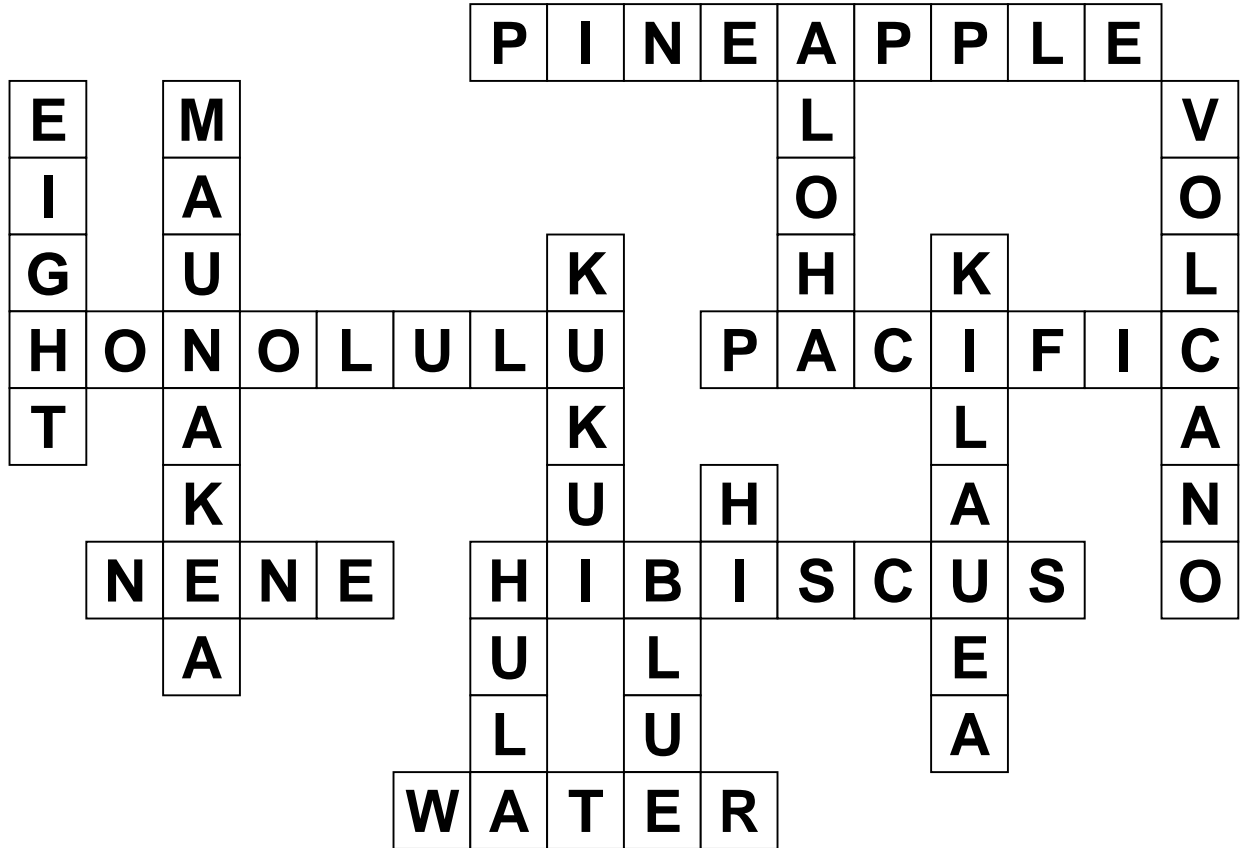 PINEAPPLE
E M L V
I A O O
G U K H K L
HONOLULU PACIFIC
T A K L A
K U H A N
NENE HIBISCUS O
A U L E
L U A
WATER